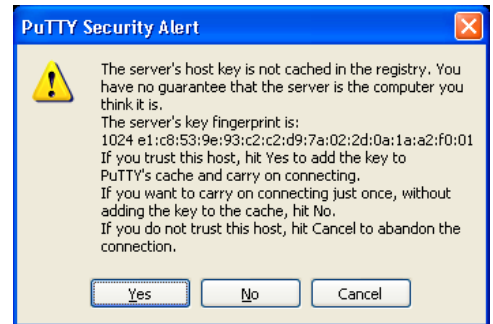 PuTTY Security Alert
The server's host key is not cached in the registry. You
have no guarantee that the server is the computer you
think it is.
The server's key fingerprint is:
1024 e1:c8:53:9e:93:c2:c2:d9:7a:02:2d:0a:1a:a2:f0:01
If you trust this host, hit Yes to add the key to
PuTTY's cache and carry on connecting.
If you want to carry on connecting just once, without
adding the key to the cache, hit No.
If you do not trust this host, hit Cancel to abandon the
connection.
Yes No Cancel